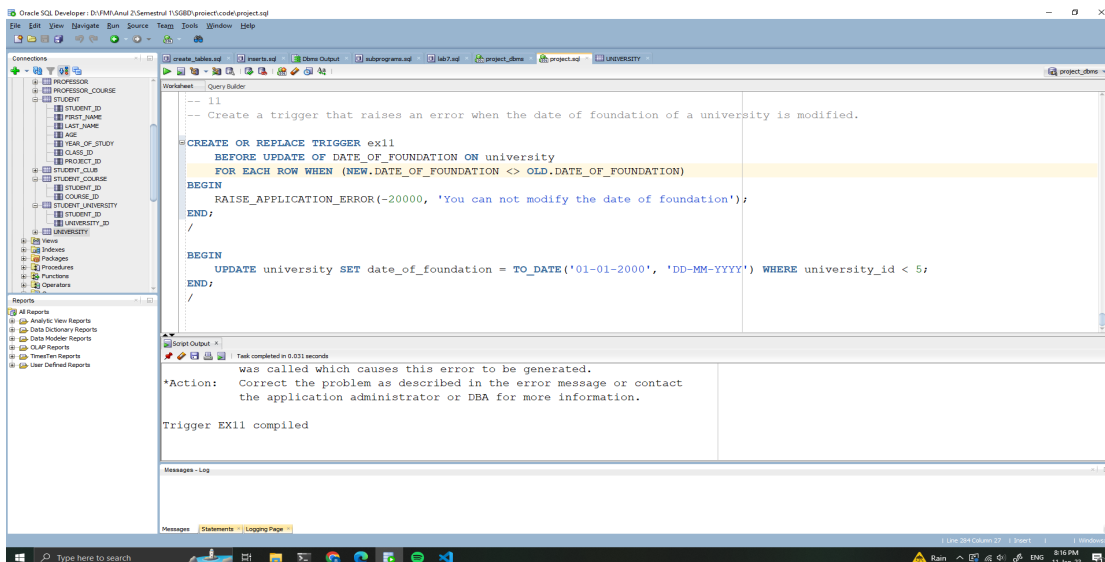 Oracle SQL Developer : D:\FMI\Anul 2\Semestrul 1\SGBD\proiect\code\project.sql
File Edit View Navigate Run Source Team Tools Window Help
Connections
create_tables.sql inserts.sql Dbms Output subprograms.sql lab7.sql project_dbms project.sql UNIVERSITY
project_dbms
Worksheet Query Builder
PROFESSOR
PROFESSOR_COURSE
STUDENT
STUDENT_ID
FIRST_NAME
LAST_NAME
AGE
YEAR_OF_STUDY
CLASS_ID
PROJECT_ID
STUDENT_CLUB
STUDENT_COURSE
STUDENT_ID
COURSE_ID
STUDENT_UNIVERSITY
STUDENT_ID
UNIVERSITY_ID
UNIVERSITY
Views
Indexes
Packages
Procedures
Functions
Operators
Reports
All Reports
Analytic View Reports
Data Dictionary Reports
Data Modeler Reports
OLAP Reports
TimesTen Reports
User Defined Reports
-- 11
-- Create a trigger that raises an error when the date of foundation of a university is modified.
CREATE OR REPLACE TRIGGER ex11
BEFORE UPDATE OF DATE_OF_FOUNDATION ON university
FOR EACH ROW WHEN (NEW.DATE_OF_FOUNDATION <> OLD.DATE_OF_FOUNDATION)
BEGIN
RAISE_APPLICATION_ERROR(-20000, 'You can not modify the date of foundation');
END;
/
BEGIN
UPDATE university SET date_of_foundation = TO_DATE('01-01-2000', 'DD-MM-YYYY') WHERE university_id < 5;
END;
/
Script Output
Task completed in 0.031 seconds
was called which causes this error to be generated.
*Action: Correct the problem as described in the error message or contact
the application administrator or DBA for more information.
Trigger EX11 compiled
Messages - Log
Messages Statements Logging Page
Line 284 Column 27 Insert Windows
Type here to search
Rain ENG 8:16 PM